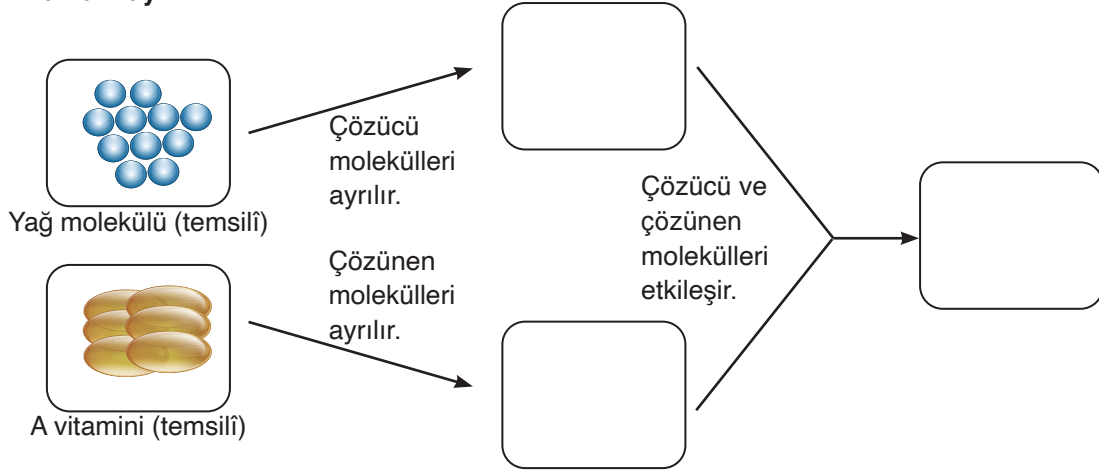 Çözücü
molekülleri
ayrılır.
Yağ molekülü (temsilî)
Çözünen
molekülleri
ayrılır.
A vitamini (temsilî)
Çözücü ve
çözünen
molekülleri
etkileşir.